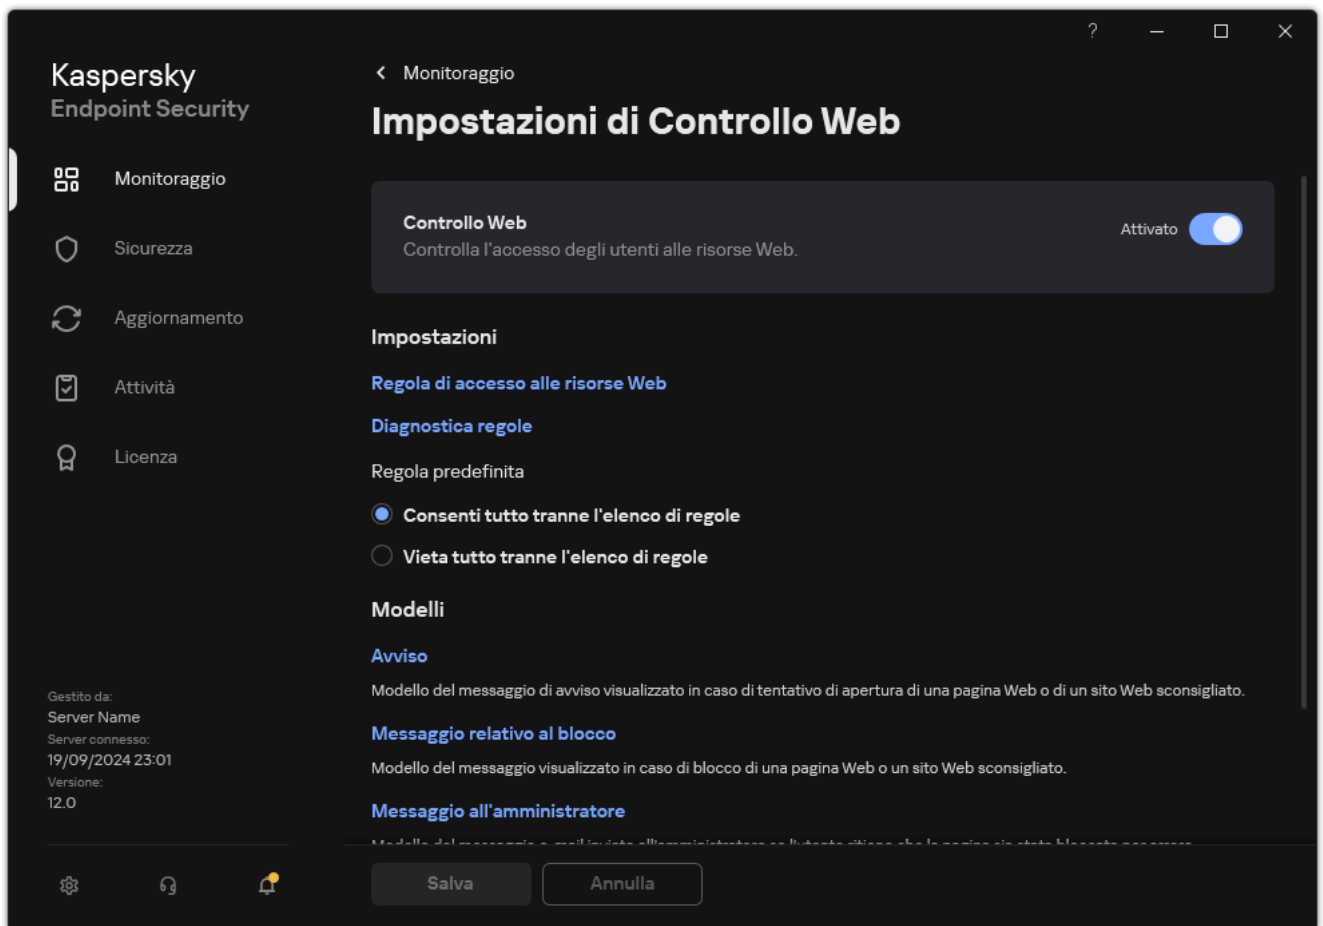 ?
Kaspersky
Endpoint Security
Monitoraggio
Sicurezza
Aggiornamento
Attività
Licenza
Gestito da:
Server Name
Server connesso:
19/09/2024 23:01
Versione:
12.0
Monitoraggio
Impostazioni di Controllo Web
Controllo Web
Controlla l'accesso degli utenti alle risorse Web.
Attivato
Impostazioni
Regola di accesso alle risorse Web
Diagnostica regole
Regola predefinita
Consenti tutto tranne l'elenco di regole
Vieta tutto tranne l'elenco di regole
Modelli
Avviso
Modello del messaggio di avviso visualizzato in caso di tentativo di apertura di una pagina Web o di un sito Web sconsigliato.
Messaggio relativo al blocco
Modello del messaggio visualizzato in caso di blocco di una pagina Web o un sito Web sconsigliato.
Messaggio all'amministratore
Salva
Annulla